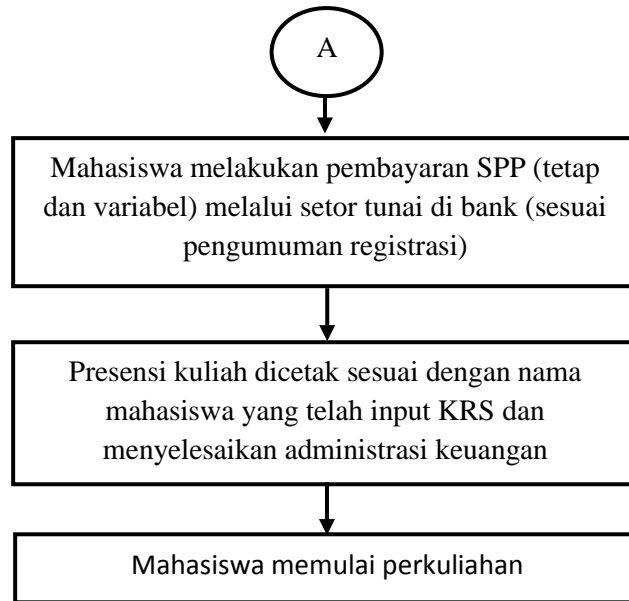 A
Mahasiswa melakukan pembayaran SPP (tetap
dan variabel) melalui setor tunai di bank (sesuai
pengumuman registrasi)
Presensi kuliah dicetak sesuai dengan nama
mahasiswa yang telah input KRS dan
menyelesaikan administrasi keuangan
Mahasiswa memulai perkuliahan